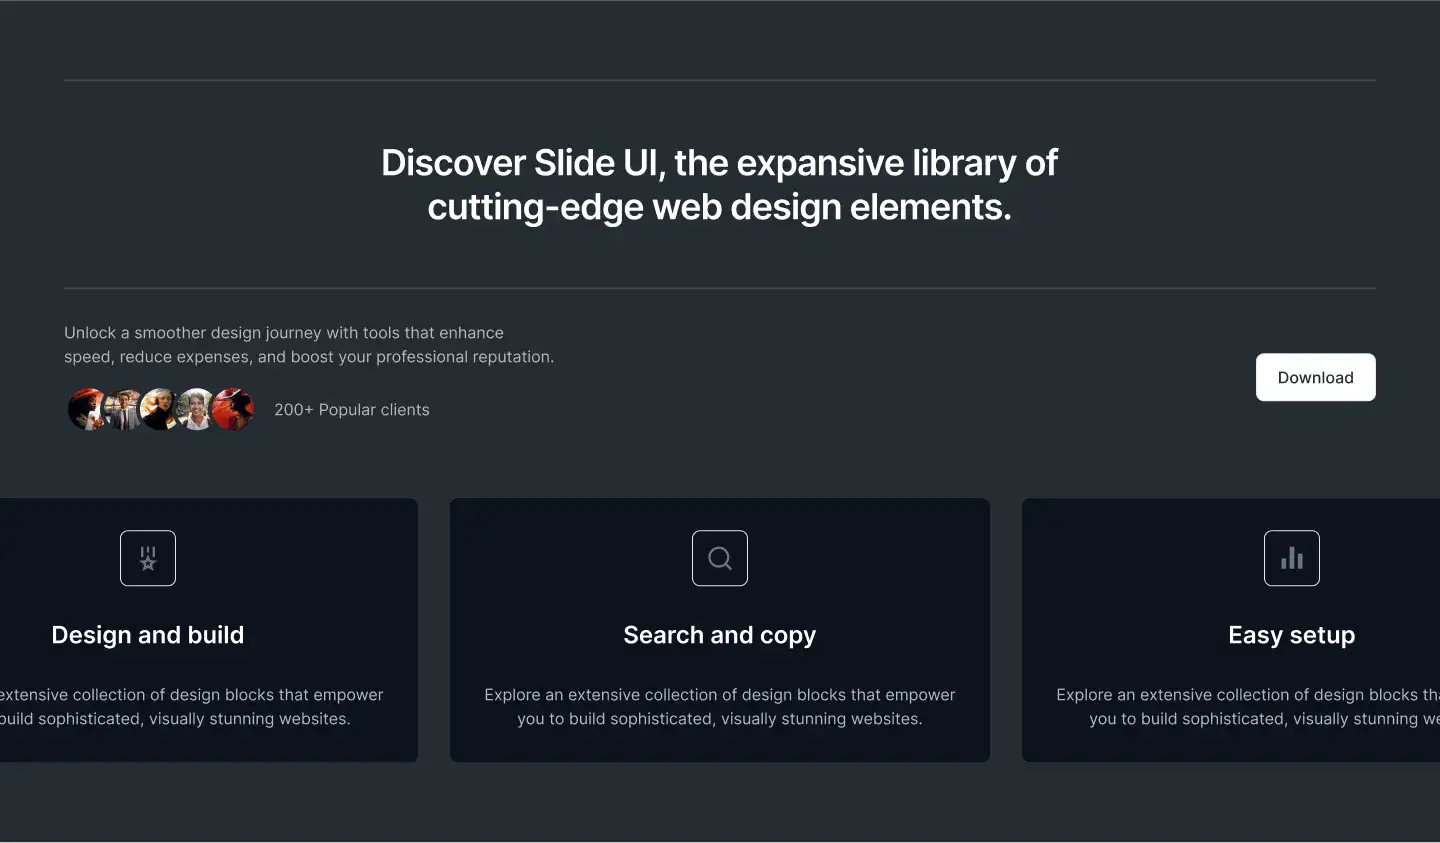 Discover Slide UI, the expansive library of
cutting-edge web design elements.
Unlock a smoother design journey with tools that enhance
speed, reduce expenses, and boost your professional reputation.
200+ Popular clients
Download
Design and build
extensive collection of design blocks that empower
build sophisticated, visually stunning websites.
Search and copy
Explore an extensive collection of design blocks that empower
you to build sophisticated, visually stunning websites.
Easy setup
Explore an extensive collection of design blocks
you to build sophisticated, visually stunning